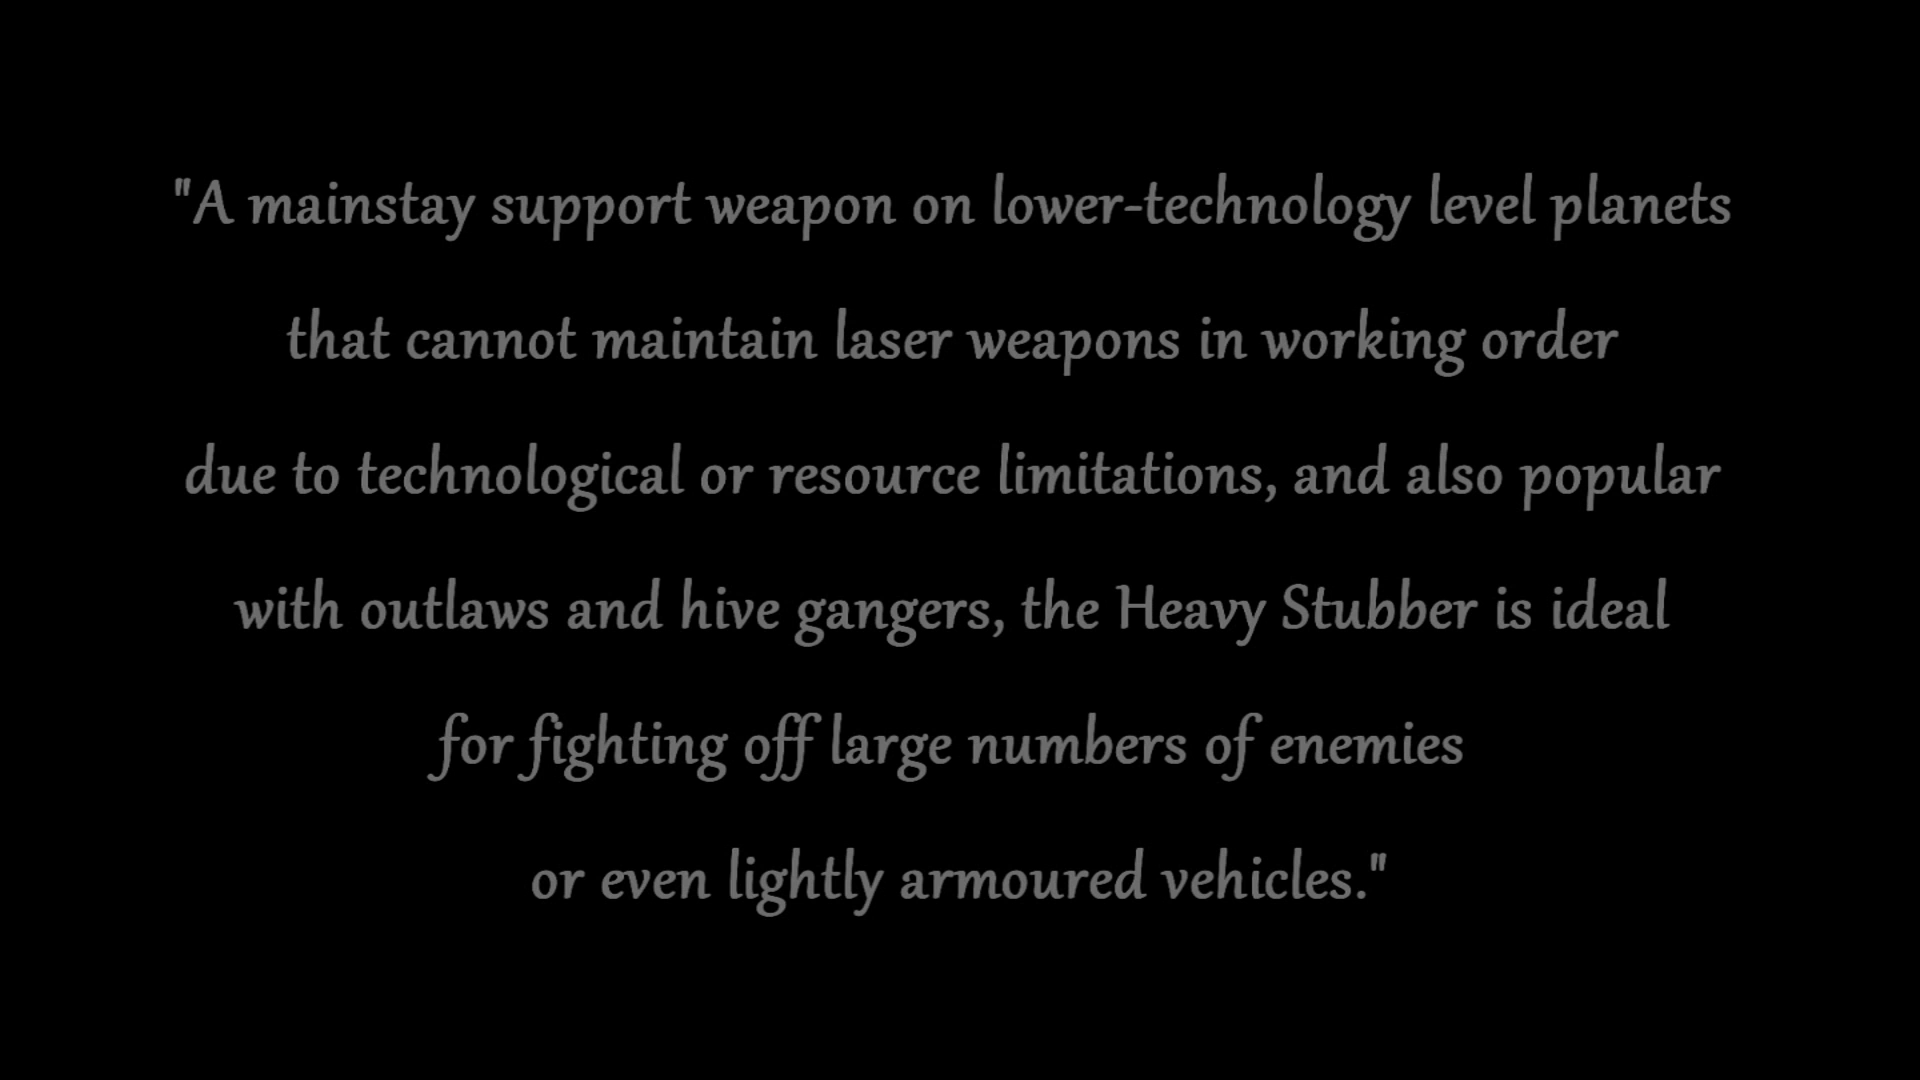 "A mainstay support weapon on lower-technology level planets
that cannot maintain laser weapons in working order
due to technological or resource limitations, and also popular
with outlaws and hive gangers, the Heavy Stubber is ideal
for fighting off large numbers of enemies
or even lightly armoured vehicles."